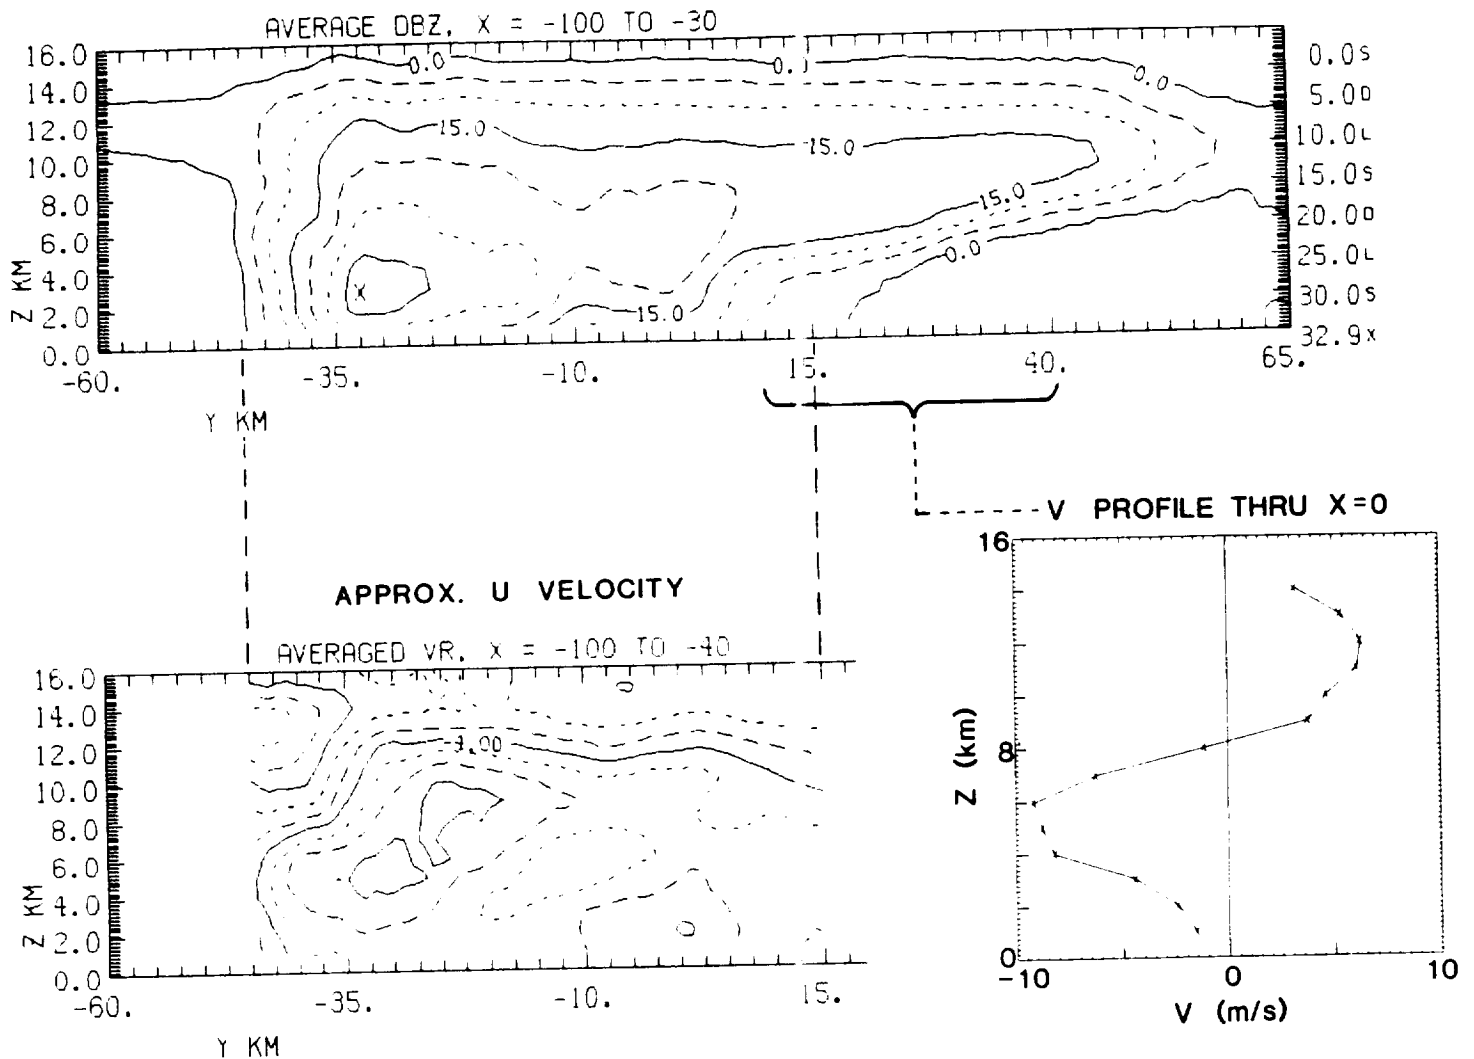 AVERAGE DBZ, X = -100 TO -30
16.0
14.0
12.0
10.0
8.0
6.0
4.0
2.0
0.0
Z KM
0.0
0.0
0.0
15.0
15.0
15.0
0.0
15.0
X
0.0S
5.0D
10.0L
15.0S
20.0D
25.0L
30.0S
32.9X
-60. -35. -10. 15. 40. 65.
Y KM
V PROFILE THRU X=0
APPROX. U VELOCITY
AVERAGED VR, X = -100 TO -40
16.0
14.0
12.0
10.0
8.0
6.0
4.0
2.0
0.0
Z KM
-60. -35. -10. 15.
Y KM
16
8
0
Z (km)
-10 0 10
V (m/s)